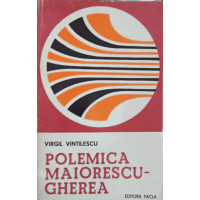 VIRGIL VINTILESCU
POLEMICA
MAIORESCU-
GHEREA
EDITURA FACLA